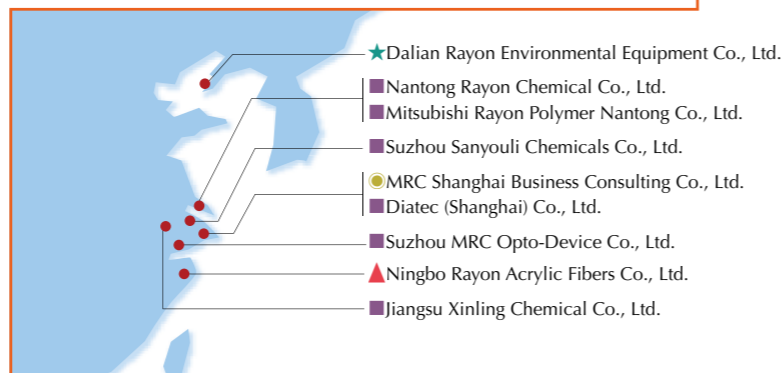 Dalian Rayon Environmental Equipment Co., Ltd.
Nantong Rayon Chemical Co., Ltd.
Mitsubishi Rayon Polymer Nantong Co., Ltd.
Suzhou Sanyouli Chemicals Co., Ltd.
MRC Shanghai Business Consulting Co., Ltd.
Diatec (Shanghai) Co., Ltd.
Suzhou MRC Opto-Device Co., Ltd.
Ningbo Rayon Acrylic Fibers Co., Ltd.
Jiangsu Xinling Chemical Co., Ltd.